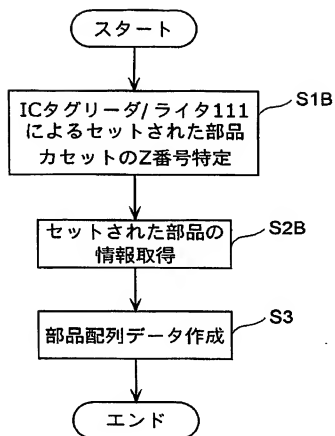 スタート
ICタグリーダ/ライタ111
によるセットされた部品
カセットのZ番号特定
S1B
セットされた部品の
情報取得
S2B
部品配列データ作成
S3
エンド